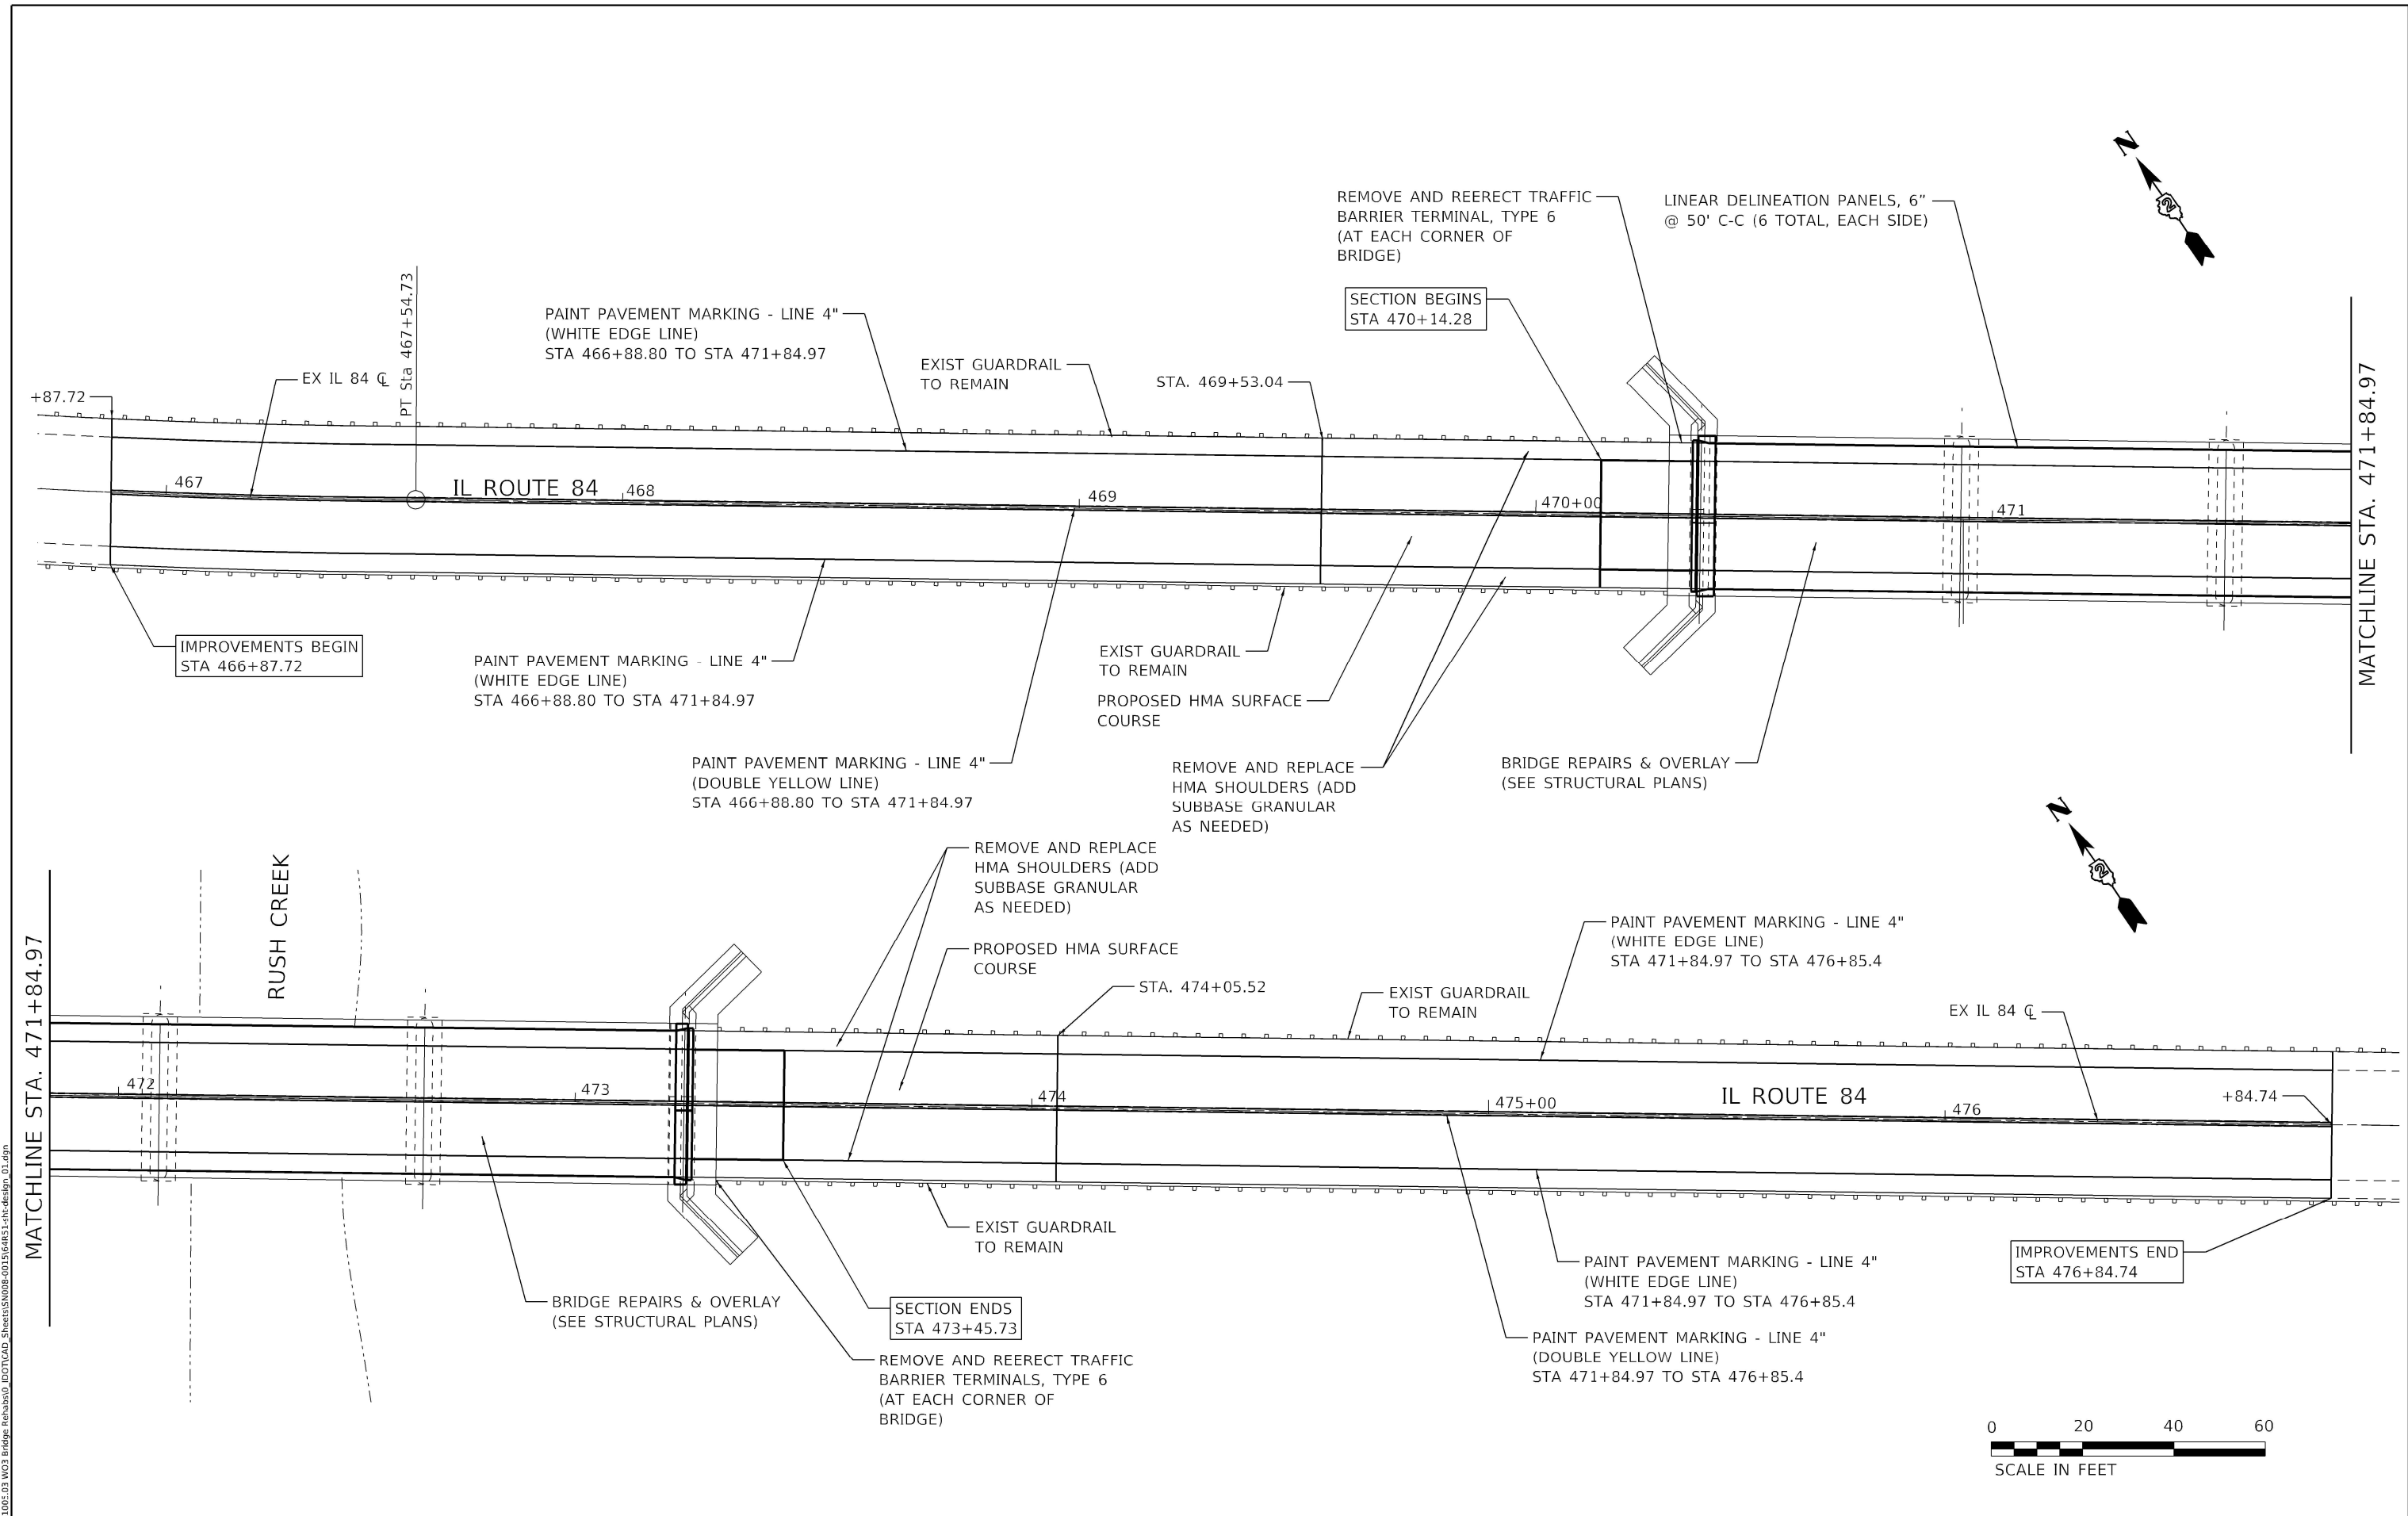 REMOVE AND REERECT TRAFFIC
BARRIER TERMINAL, TYPE 6
(AT EACH CORNER OF
BRIDGE)
LINEAR DELINEATION PANELS, 6"
@ 50' C-C (6 TOTAL, EACH SIDE)
N
2
SECTION BEGINS
STA 470+14.28
PT Sta 467+54.73
PAINT PAVEMENT MARKING - LINE 4"
(WHITE EDGE LINE)
STA 466+88.80 TO STA 471+84.97
EXIST GUARDRAIL
TO REMAIN
STA. 469+53.04
EX IL 84 ℄
+87.72
MATCHLINE STA. 471+84.97
467
IL ROUTE 84
468
469
470+00
471
IMPROVEMENTS BEGIN
STA 466+87.72
PAINT PAVEMENT MARKING - LINE 4"
(WHITE EDGE LINE)
STA 466+88.80 TO STA 471+84.97
EXIST GUARDRAIL
TO REMAIN
PROPOSED HMA SURFACE
COURSE
PAINT PAVEMENT MARKING - LINE 4"
(DOUBLE YELLOW LINE)
STA 466+88.80 TO STA 471+84.97
REMOVE AND REPLACE
HMA SHOULDERS (ADD
SUBBASE GRANULAR
AS NEEDED)
BRIDGE REPAIRS & OVERLAY
(SEE STRUCTURAL PLANS)
N
2
MATCHLINE STA. 471+84.97
RUSH CREEK
REMOVE AND REPLACE
HMA SHOULDERS (ADD
SUBBASE GRANULAR
AS NEEDED)
PROPOSED HMA SURFACE
COURSE
STA. 474+05.52
EXIST GUARDRAIL
TO REMAIN
PAINT PAVEMENT MARKING - LINE 4"
(WHITE EDGE LINE)
STA 471+84.97 TO STA 476+85.4
EX IL 84 ℄
472
473
474
475+00
IL ROUTE 84
476
+84.74
EXIST GUARDRAIL
TO REMAIN
BRIDGE REPAIRS & OVERLAY
(SEE STRUCTURAL PLANS)
SECTION ENDS
STA 473+45.73
REMOVE AND REERECT TRAFFIC
BARRIER TERMINALS, TYPE 6
(AT EACH CORNER OF
BRIDGE)
PAINT PAVEMENT MARKING - LINE 4"
(WHITE EDGE LINE)
STA 471+84.97 TO STA 476+85.4
PAINT PAVEMENT MARKING - LINE 4"
(DOUBLE YELLOW LINE)
STA 471+84.97 TO STA 476+85.4
IMPROVEMENTS END
STA 476+84.74
0 20 40 60
SCALE IN FEET
WO3 Bridge Rehabs\0_IDOT\CAD_Sheets\SN008-0015\64R51-sht-design_01.dgn